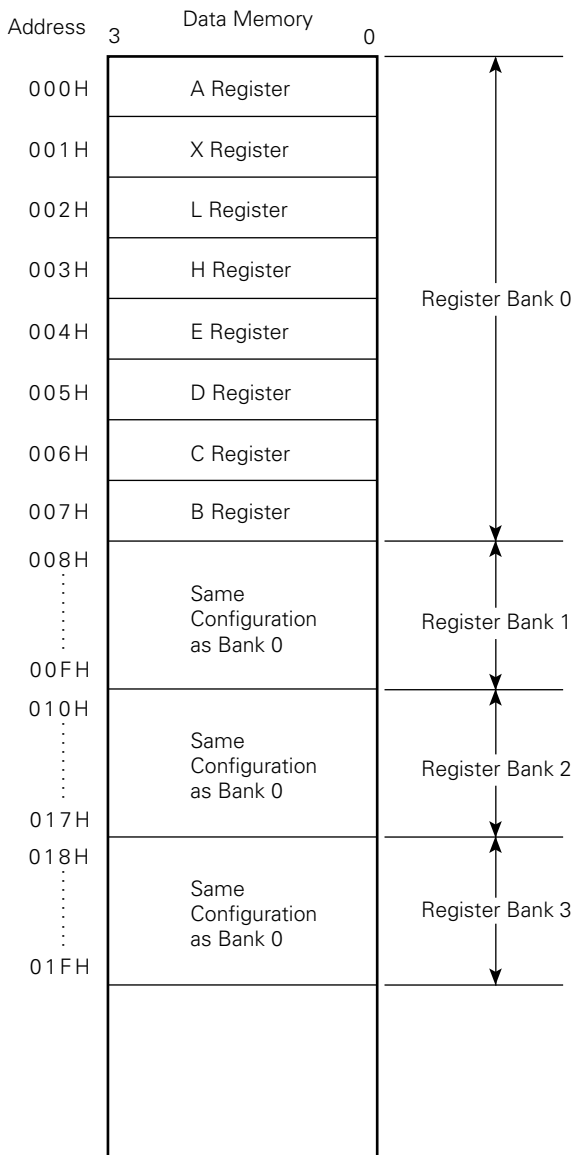 Address
Data Memory
3
0
000H
A Register
001H
X Register
002H
L Register
003H
H Register
Register Bank 0
004H
E Register
005H
D Register
006H
C Register
007H
B Register
008H
Same
Configuration
as Bank 0
Register Bank 1
00FH
010H
Same
Configuration
as Bank 0
Register Bank 2
017H
018H
Same
Configuration
as Bank 0
Register Bank 3
01FH